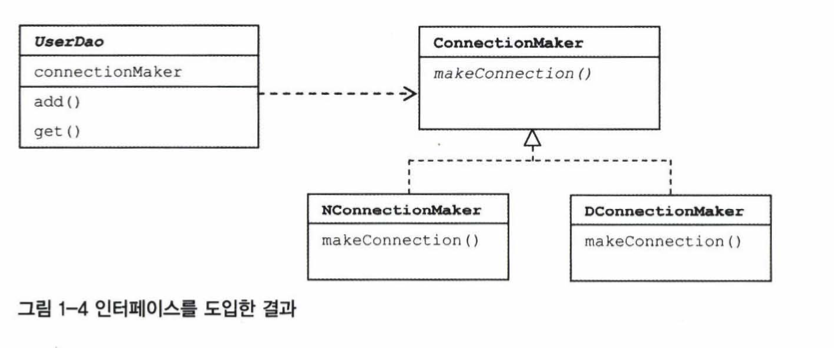 UserDao
connectionMaker
add()
get()
ConnectionMaker
makeConnection()
NConnectionMaker
makeConnection()
DConnectionMaker
makeConnection()
그림 1-4 인터페이스를 도입한 결과